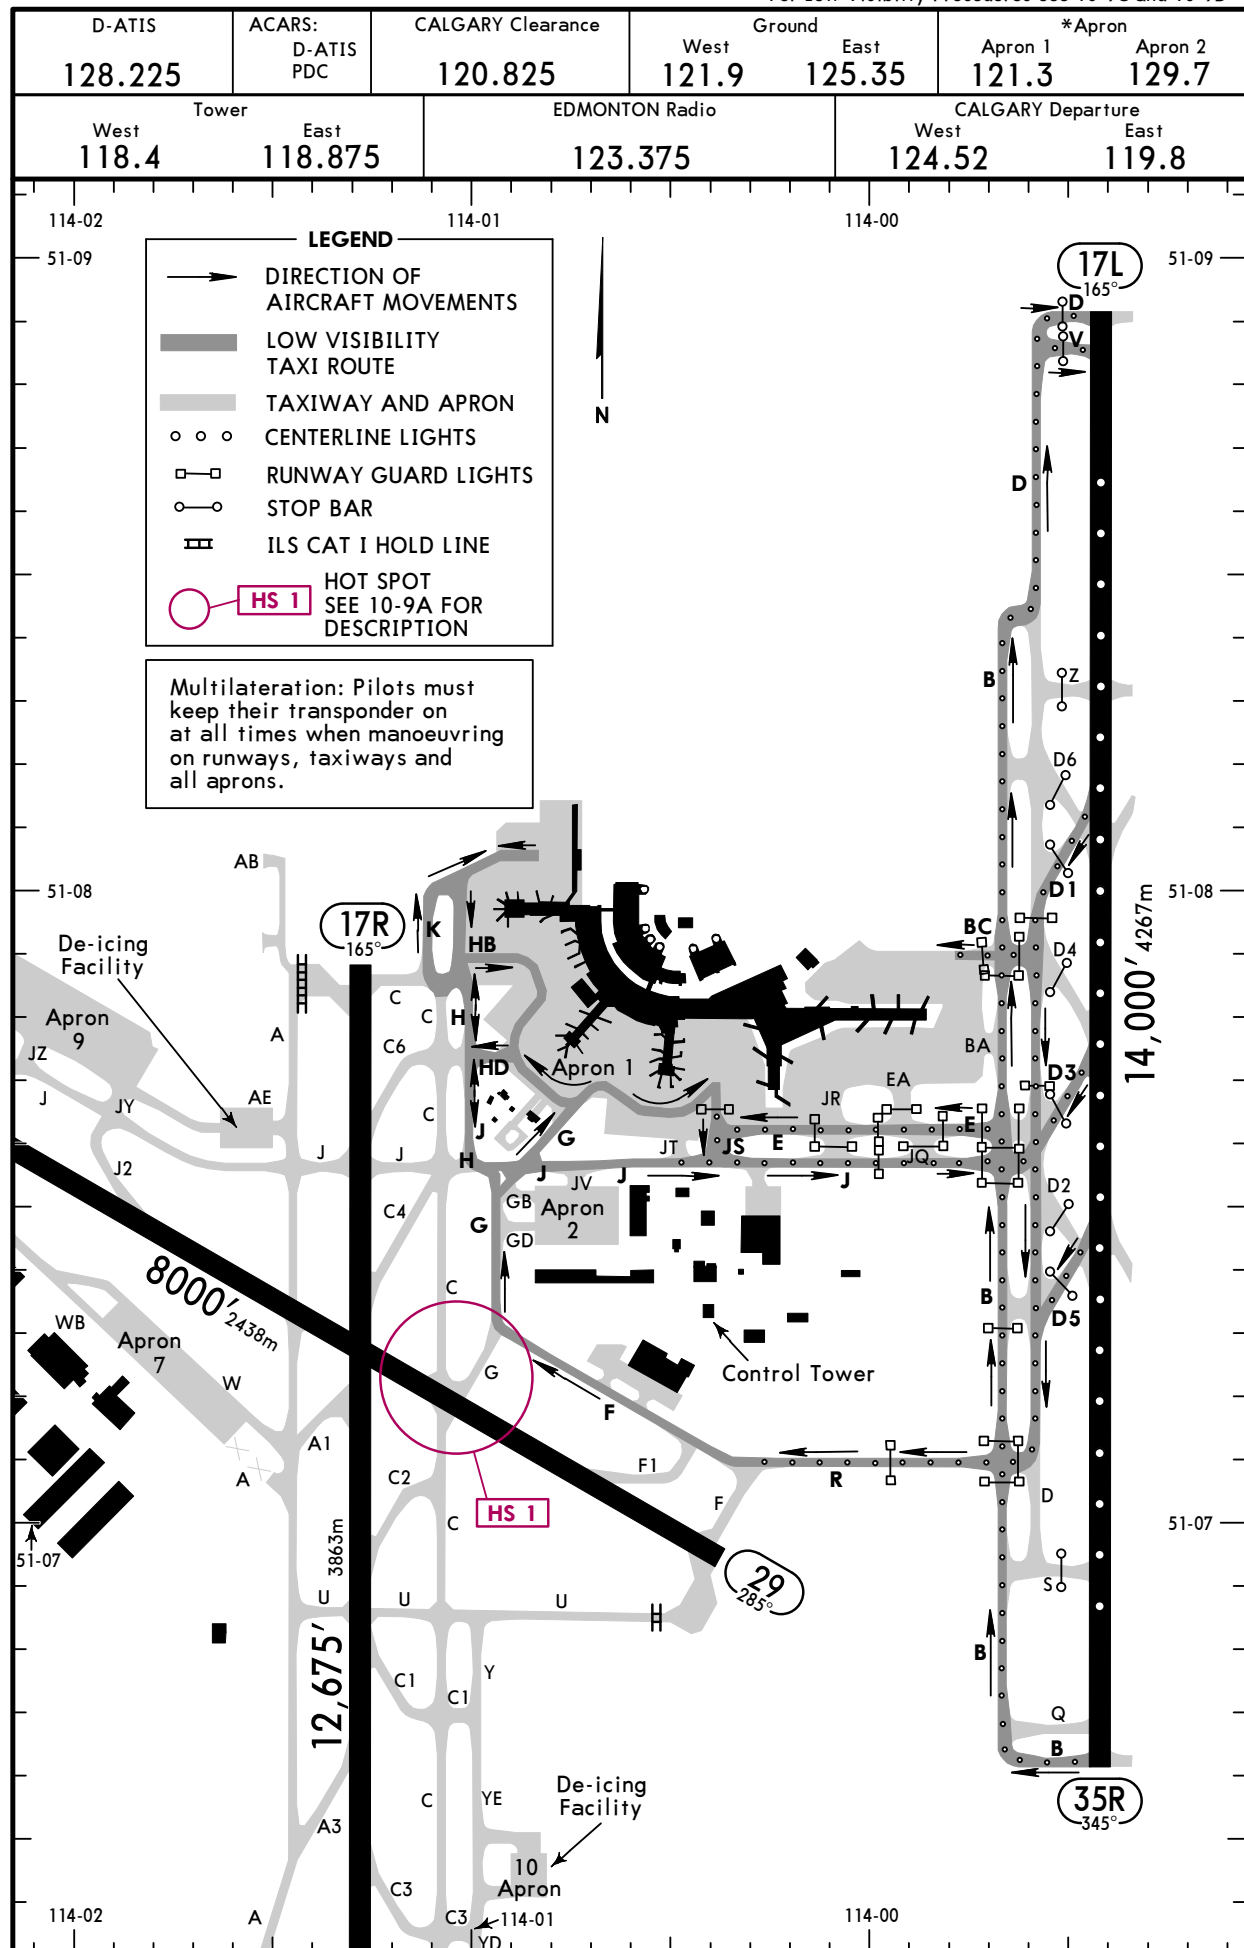 D-ATIS
128.225
ACARS:
D-ATIS
PDC
CALGARY Clearance
120.825
Ground
West East
121.9 125.35
*Apron
Apron 1 Apron 2
121.3 129.7
Tower
West East
118.4 118.875
EDMONTON Radio
123.375
CALGARY Departure
West East
124.52 119.8
114-02 114-01 114-00
51-09 51-09
LEGEND
DIRECTION OF
AIRCRAFT MOVEMENTS
LOW VISIBILITY
TAXI ROUTE
TAXIWAY AND APRON
CENTERLINE LIGHTS
RUNWAY GUARD LIGHTS
STOP BAR
ILS CAT I HOLD LINE
HS 1
HOT SPOT
SEE 10-9A FOR
DESCRIPTION
N
17L
165°
D
V
D
B
Z
D6
Multilateration: Pilots must
keep their transponder on
at all times when manoeuvring
on runways, taxiways and
all aprons.
AB
51-08 51-08
17R
165°
K
HB
D1
BC
D4
De-icing
Facility
Apron
9
A
C
C
H
C6
HD
Apron 1
BA
D3
14,000' 4267m
JZ
J
JY
AE
C
J
G
JR
EA
E
E
J
J
J2
H
J
J
JT
JS
JQ
J
JV
GB
G
GD
Apron
2
C4
D2
8000' 2438m
C
B
D5
WB
Apron
7
W
G
Control Tower
F
A1
A
C2
F1
R
F
D
C
HS 1
51-07
51-07
3863m
29
285°
S
U U U
12,675'
C1
C1
Y
B
Q
B
C
YE
De-icing
Facility
35R
345°
A3
C3
10
Apron
A
C3
114-02 114-01 114-00
YD